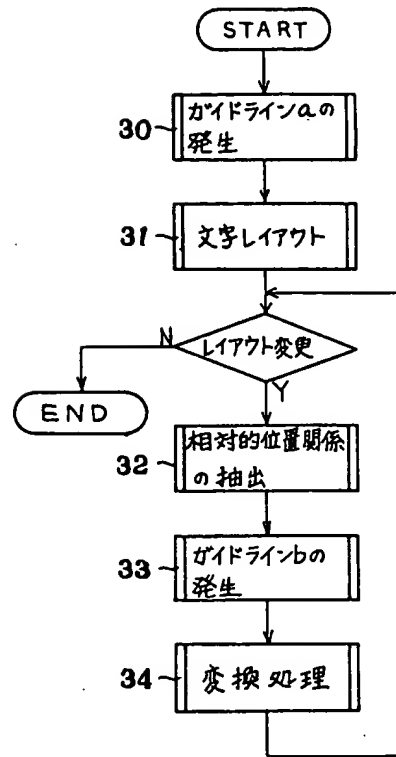 START
30
ガイドラインaの
発生
31
文字レイアウト
N
レイアウト変更
Y
END
32
相対的位置関係
の抽出
33
ガイドラインbの
発生
34
変換処理